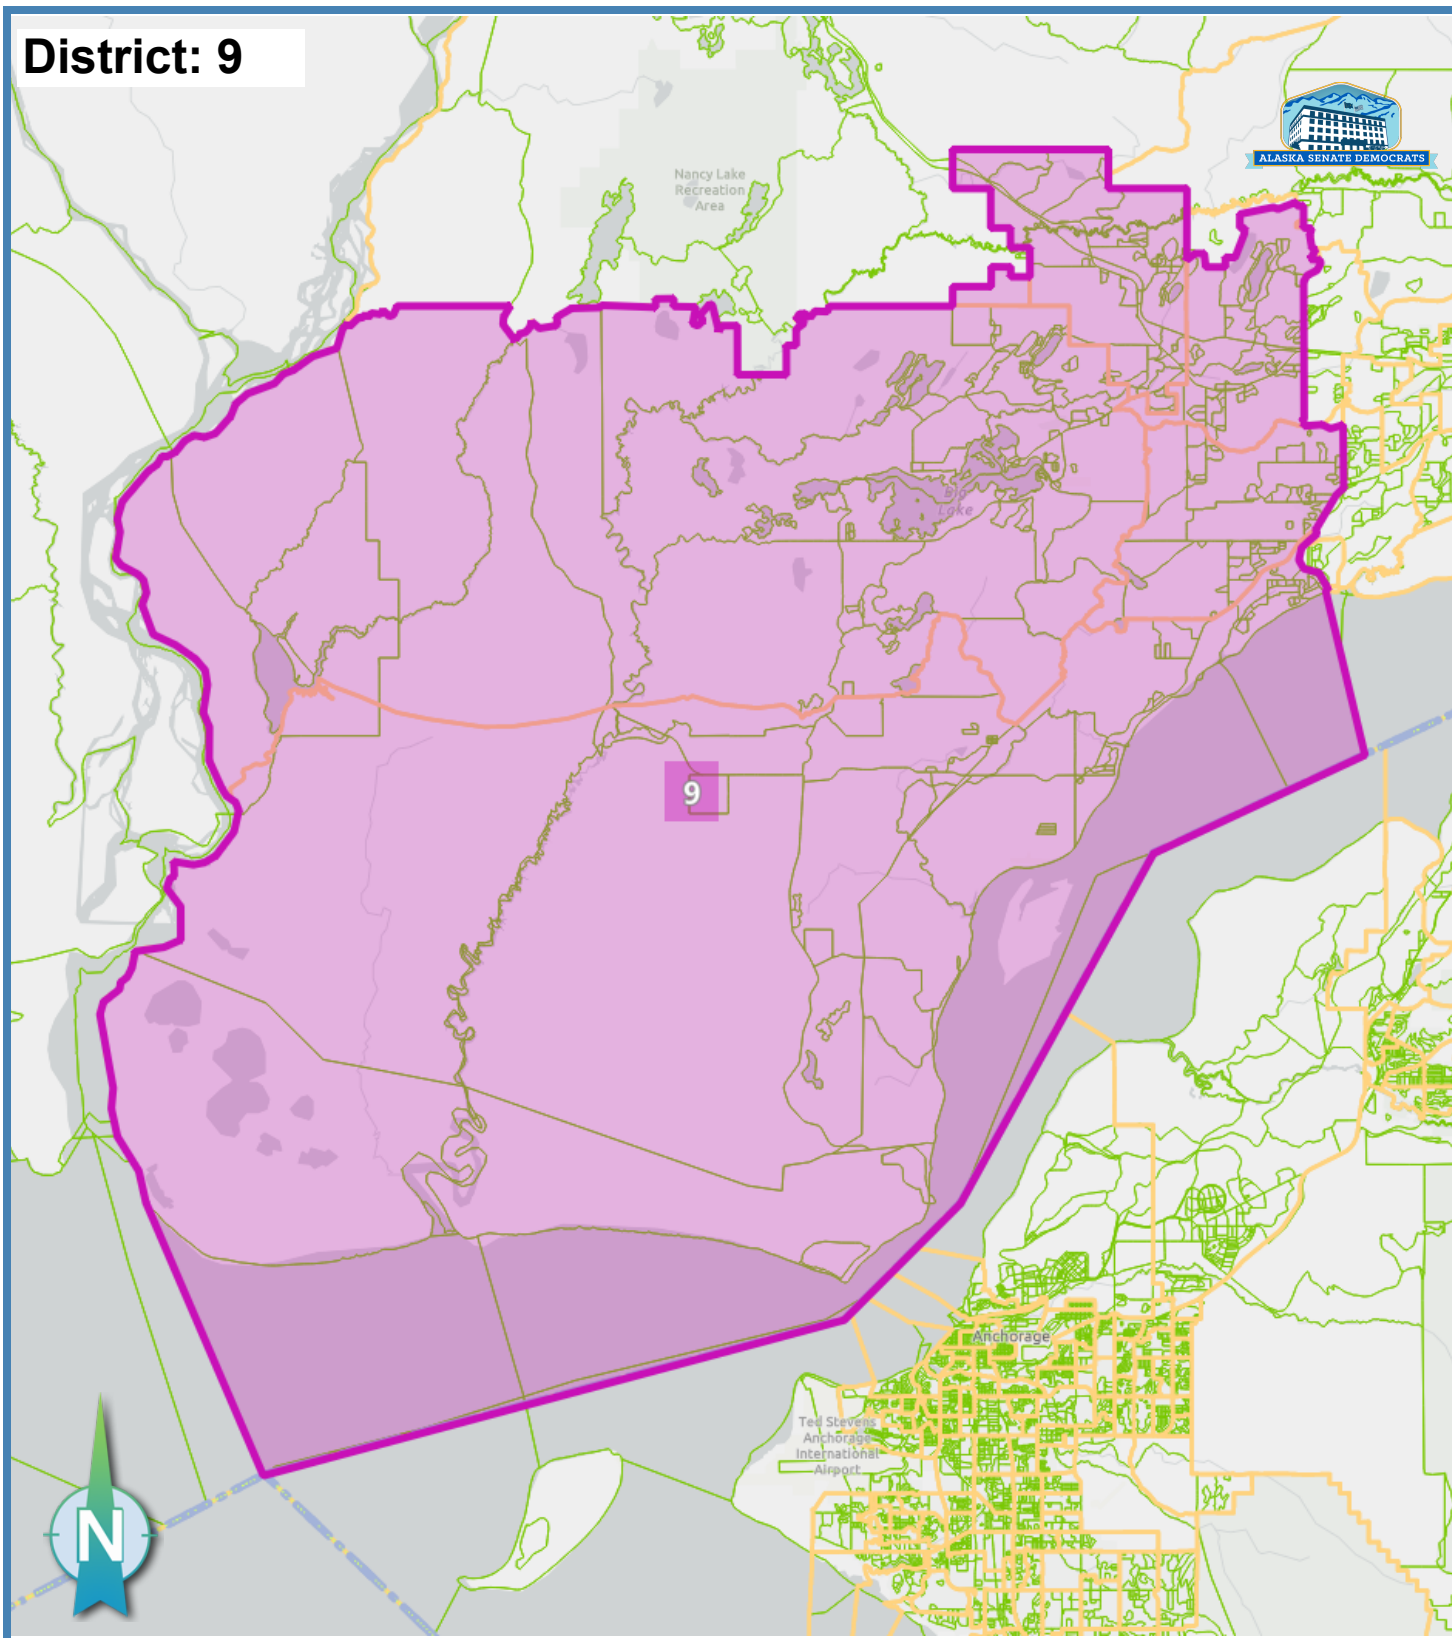 District: 9
ALASKA SENATE DEMOCRATS
Nancy Lake
Recreation
Area
Big
Lake
9
Anchorage
Ted Stevens
Anchorage
International
Airport
N